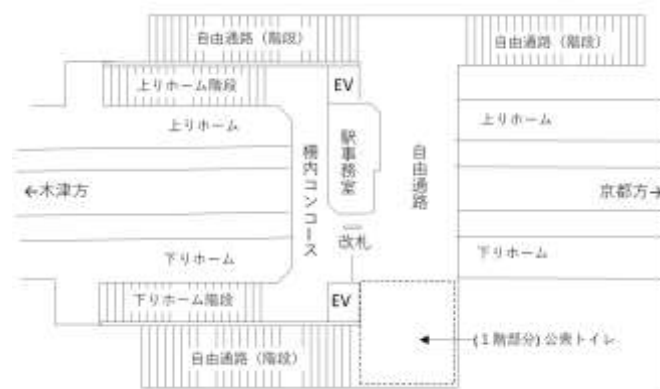 自由通路（階段）
自由通路（階段）
上りホーム階段
EV
上りホーム
上りホーム
駅事務室
構内コンコース
自由通路
←木津方
京都方→
改札
下りホーム
下りホーム
下りホーム階段
EV
(１階部分) 公衆トイレ
自由通路（階段）